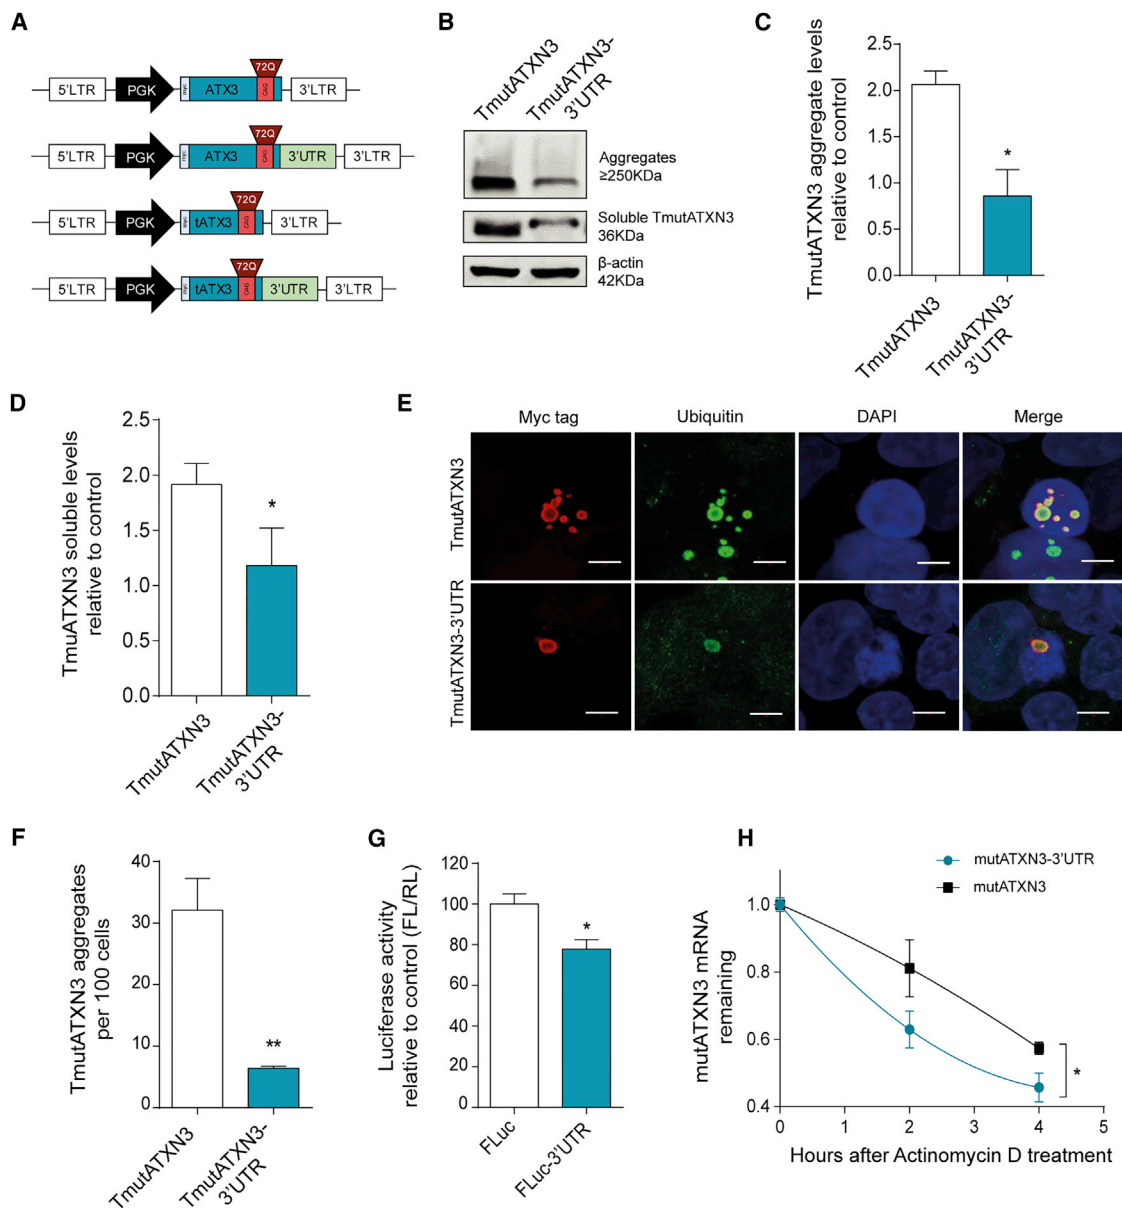 A
72Q
5'LTR PGK myc ATX3 CAG 3'LTR
72Q
5'LTR PGK myc ATX3 CAG 3'UTR 3'LTR
72Q
5'LTR PGK myc tATX3 CAG 3'LTR
72Q
5'LTR PGK myc tATX3 CAG 3'UTR 3'LTR
B
TmutATXN3
TmutATXN3-
3'UTR
Aggregates
≥250KDa
Soluble TmutATXN3
36KDa
β-actin
42KDa
C
TmutATXN3 aggregate levels
relative to control
2.5
2.0
1.5
1.0
0.5
0.0
*
TmutATXN3
TmutATXN3-
3'UTR
D
TmuATXN3 soluble levels
relative to control
2.5
2.0
1.5
1.0
0.5
0.0
*
TmutATXN3
TmutATXN3-
3'UTR
E
Myc tag Ubiquitin DAPI Merge
TmutATXN3
TmutATXN3-3'UTR
F
TmutATXN3 aggregates
per 100 cells
40
30
20
10
0
**
TmutATXN3
TmutATXN3-
3'UTR
G
Luciferase activity
relative to control (FL/RL)
120
100
80
60
40
20
0
*
FLuc
FLuc-3'UTR
H
mutATXN3-3'UTR
mutATXN3
mutATXN3 mRNA
remaining
1.0
0.8
0.6
0.4
*
0 1 2 3 4 5
Hours after Actinomycin D treatment